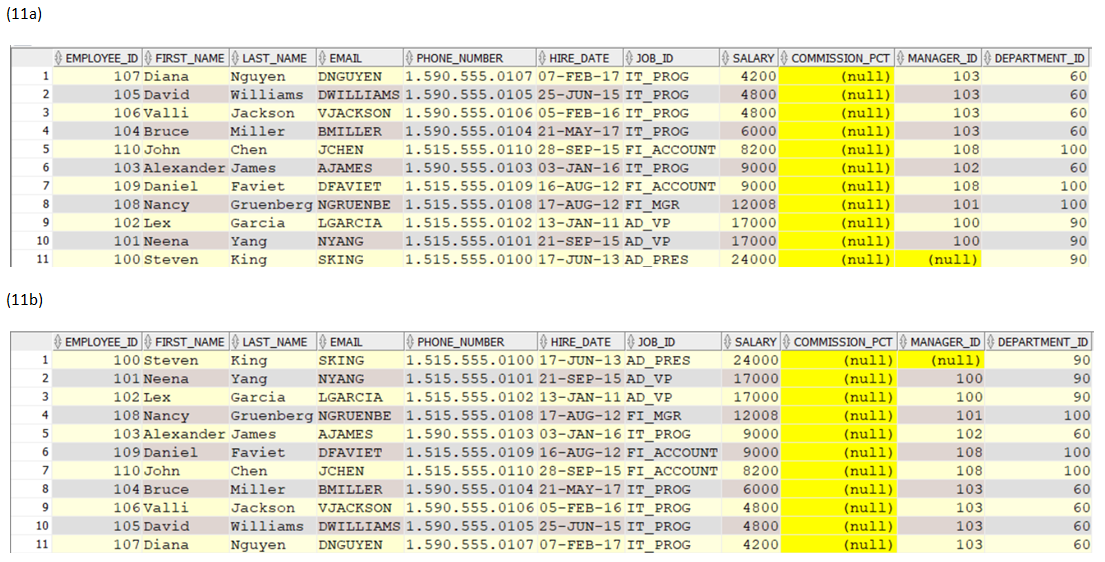 (11a)
EMPLOYEE_ID FIRST_NAME LAST_NAME EMAIL PHONE_NUMBER HIRE_DATE JOB_ID SALARY COMMISSION_PCT MANAGER_ID DEPARTMENT_ID
1 107 Diana Nguyen DNGUYEN 1.590.555.0107 07-FEB-17 IT_PROG 4200 (null) 103 60
2 105 David Williams DWILLIAMS 1.590.555.0105 25-JUN-15 IT_PROG 4800 (null) 103 60
3 106 Valli Jackson VJACKSON 1.590.555.0106 05-FEB-16 IT_PROG 4800 (null) 103 60
4 104 Bruce Miller BMILLER 1.590.555.0104 21-MAY-17 IT_PROG 6000 (null) 103 60
5 110 John Chen JCHEN 1.515.555.0110 28-SEP-15 FI_ACCOUNT 8200 (null) 108 100
6 103 Alexander James AJAMES 1.590.555.0103 03-JAN-16 IT_PROG 9000 (null) 102 60
7 109 Daniel Faviet DFAVIET 1.515.555.0109 16-AUG-12 FI_ACCOUNT 9000 (null) 108 100
8 108 Nancy Gruenberg NGRUENBE 1.515.555.0108 17-AUG-12 FI_MGR 12008 (null) 101 100
9 102 Lex Garcia LGARCIA 1.515.555.0102 13-JAN-11 AD_VP 17000 (null) 100 90
10 101 Neena Yang NYANG 1.515.555.0101 21-SEP-15 AD_VP 17000 (null) 100 90
11 100 Steven King SKING 1.515.555.0100 17-JUN-13 AD_PRES 24000 (null) (null) 90
(11b)
EMPLOYEE_ID FIRST_NAME LAST_NAME EMAIL PHONE_NUMBER HIRE_DATE JOB_ID SALARY COMMISSION_PCT MANAGER_ID DEPARTMENT_ID
1 100 Steven King SKING 1.515.555.0100 17-JUN-13 AD_PRES 24000 (null) (null) 90
2 101 Neena Yang NYANG 1.515.555.0101 21-SEP-15 AD_VP 17000 (null) 100 90
3 102 Lex Garcia LGARCIA 1.515.555.0102 13-JAN-11 AD_VP 17000 (null) 100 90
4 108 Nancy Gruenberg NGRUENBE 1.515.555.0108 17-AUG-12 FI_MGR 12008 (null) 101 100
5 103 Alexander James AJAMES 1.590.555.0103 03-JAN-16 IT_PROG 9000 (null) 102 60
6 109 Daniel Faviet DFAVIET 1.515.555.0109 16-AUG-12 FI_ACCOUNT 9000 (null) 108 100
7 110 John Chen JCHEN 1.515.555.0110 28-SEP-15 FI_ACCOUNT 8200 (null) 108 100
8 104 Bruce Miller BMILLER 1.590.555.0104 21-MAY-17 IT_PROG 6000 (null) 103 60
9 106 Valli Jackson VJACKSON 1.590.555.0106 05-FEB-16 IT_PROG 4800 (null) 103 60
10 105 David Williams DWILLIAMS 1.590.555.0105 25-JUN-15 IT_PROG 4800 (null) 103 60
11 107 Diana Nguyen DNGUYEN 1.590.555.0107 07-FEB-17 IT_PROG 4200 (null) 103 60